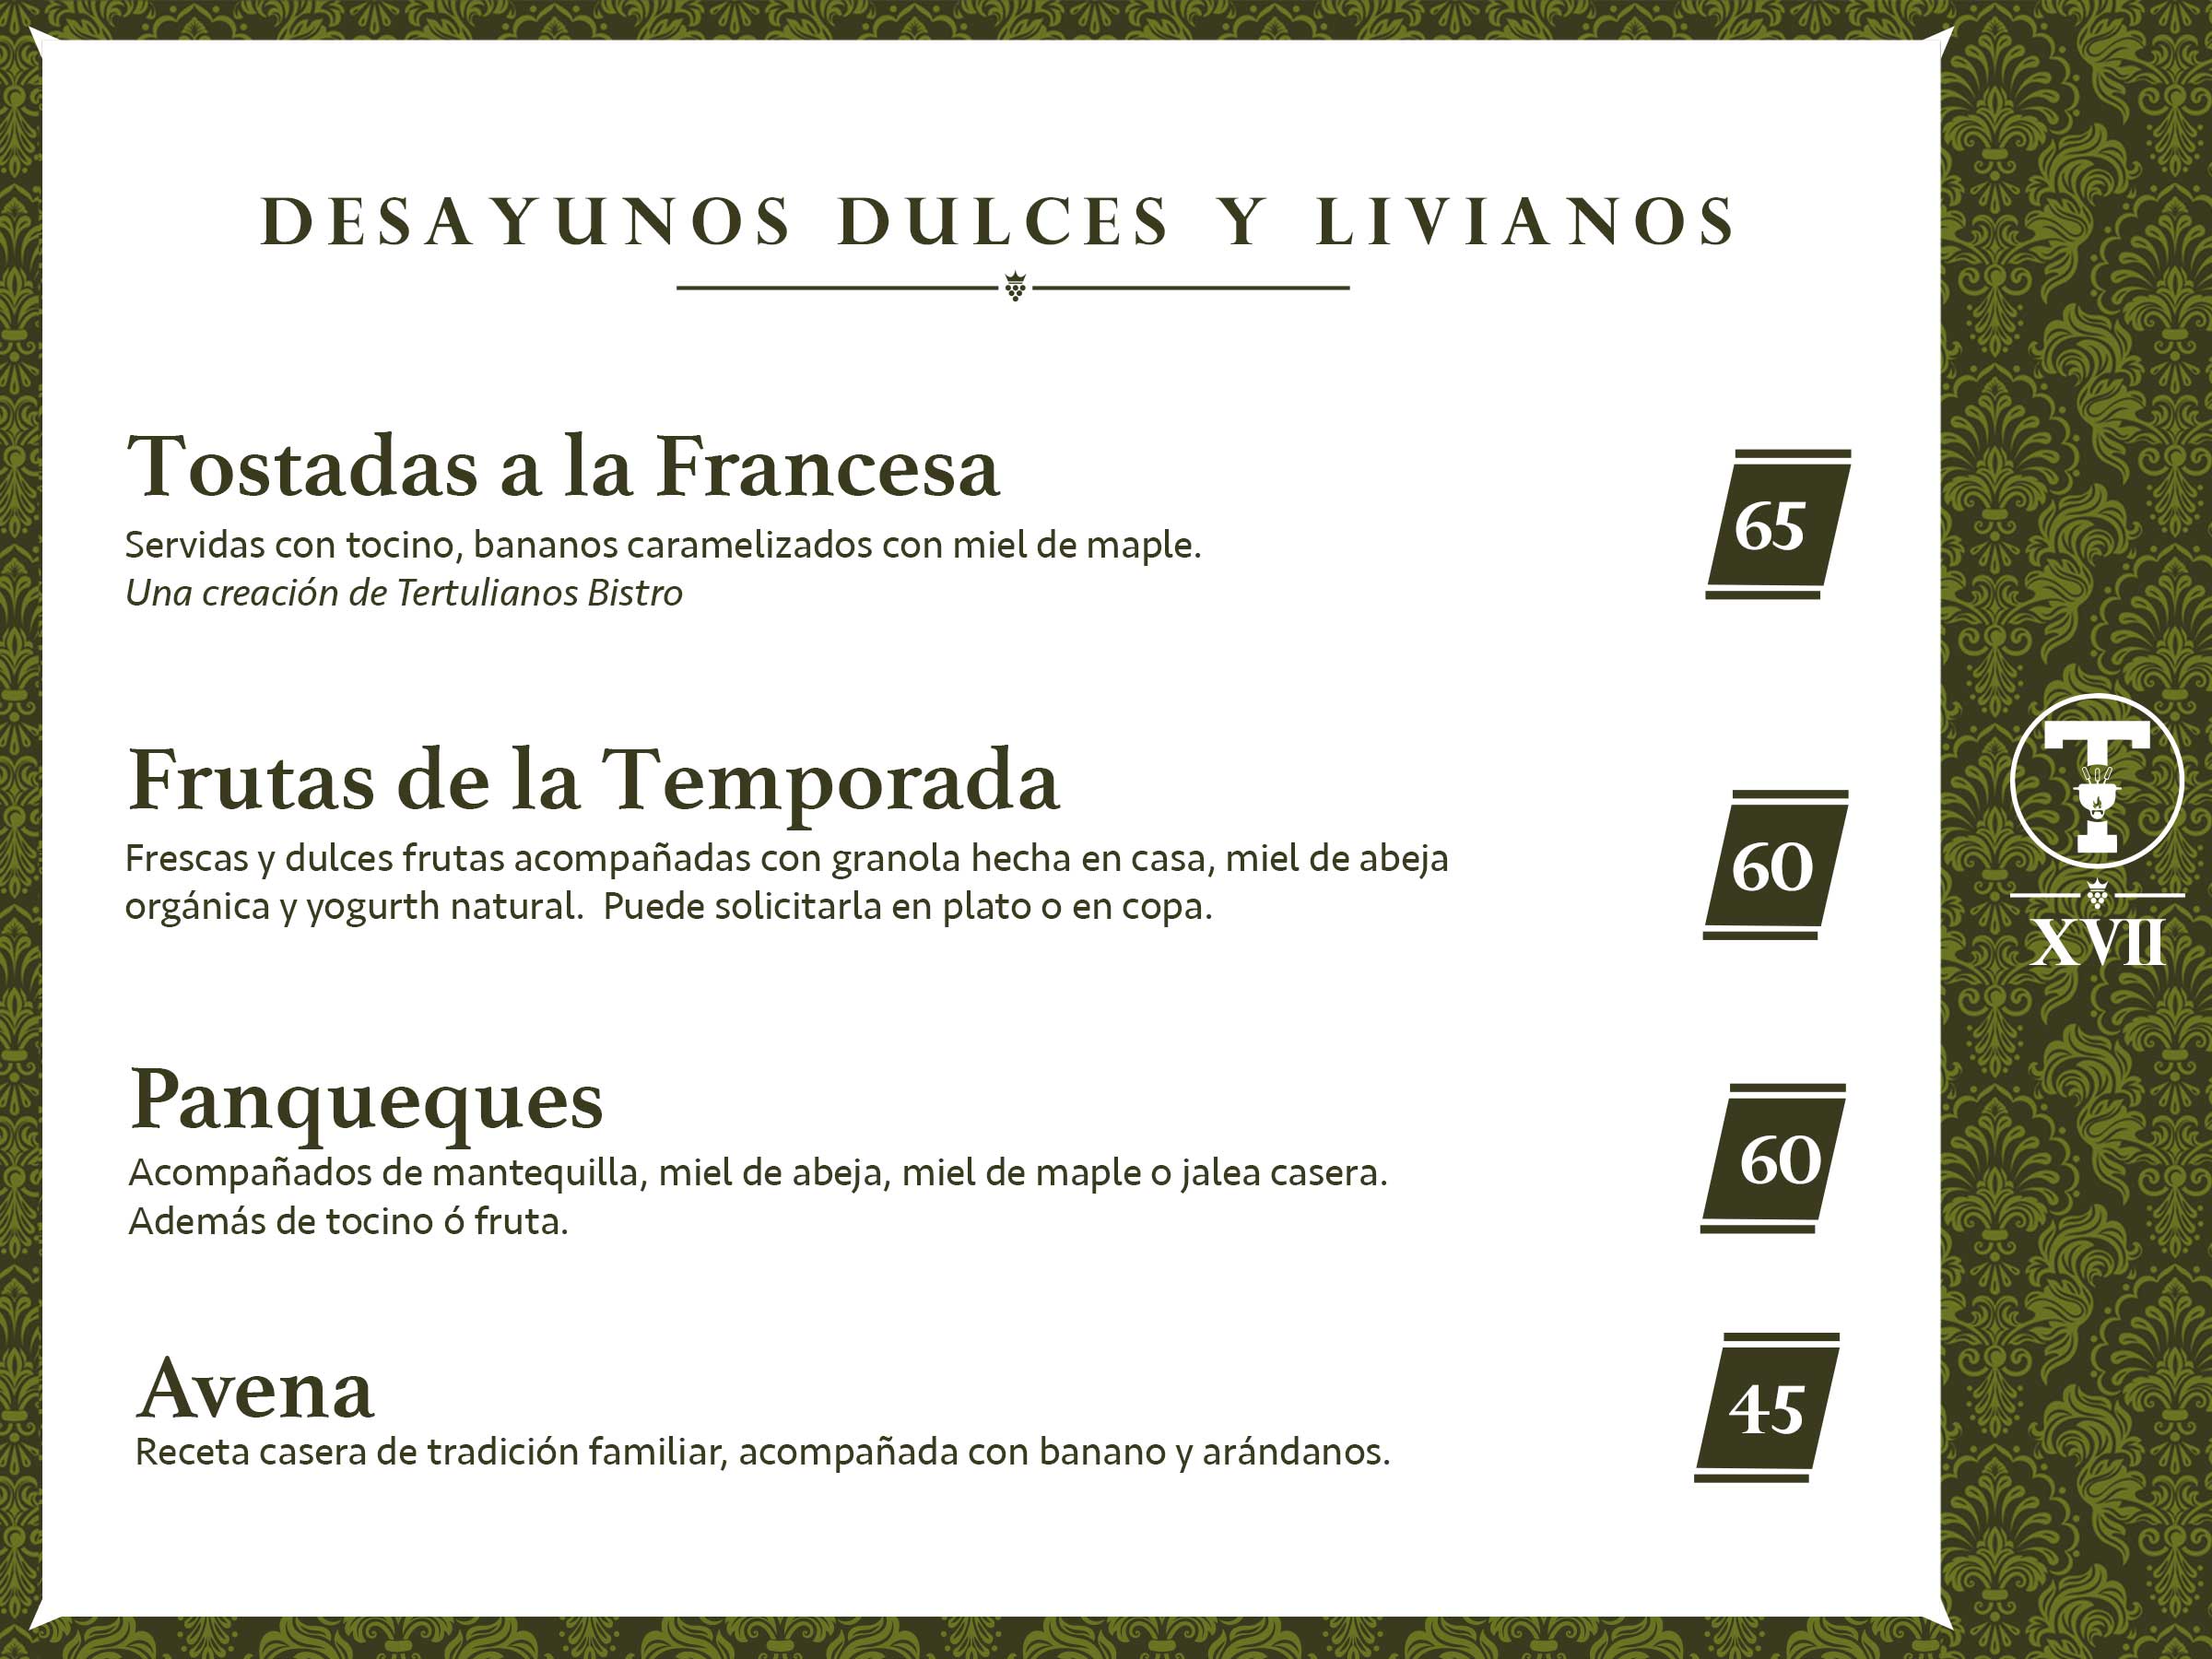 DESAYUNOS DULCES Y LIVIANOS
Tostadas a la Francesa
65
Servidas con tocino, bananos caramelizados con miel de maple.
Una creación de Tertulianos Bistro
Frutas de la Temporada
60
Frescas y dulces frutas acompañadas con granola hecha en casa, miel de abeja
orgánica y yogurth natural.  Puede solicitarla en plato o en copa.
Panqueques
60
Acompañados de mantequilla, miel de abeja, miel de maple o jalea casera.
Además de tocino ó fruta.
Avena
45
Receta casera de tradición familiar, acompañada con banano y arándanos.
T
XVII